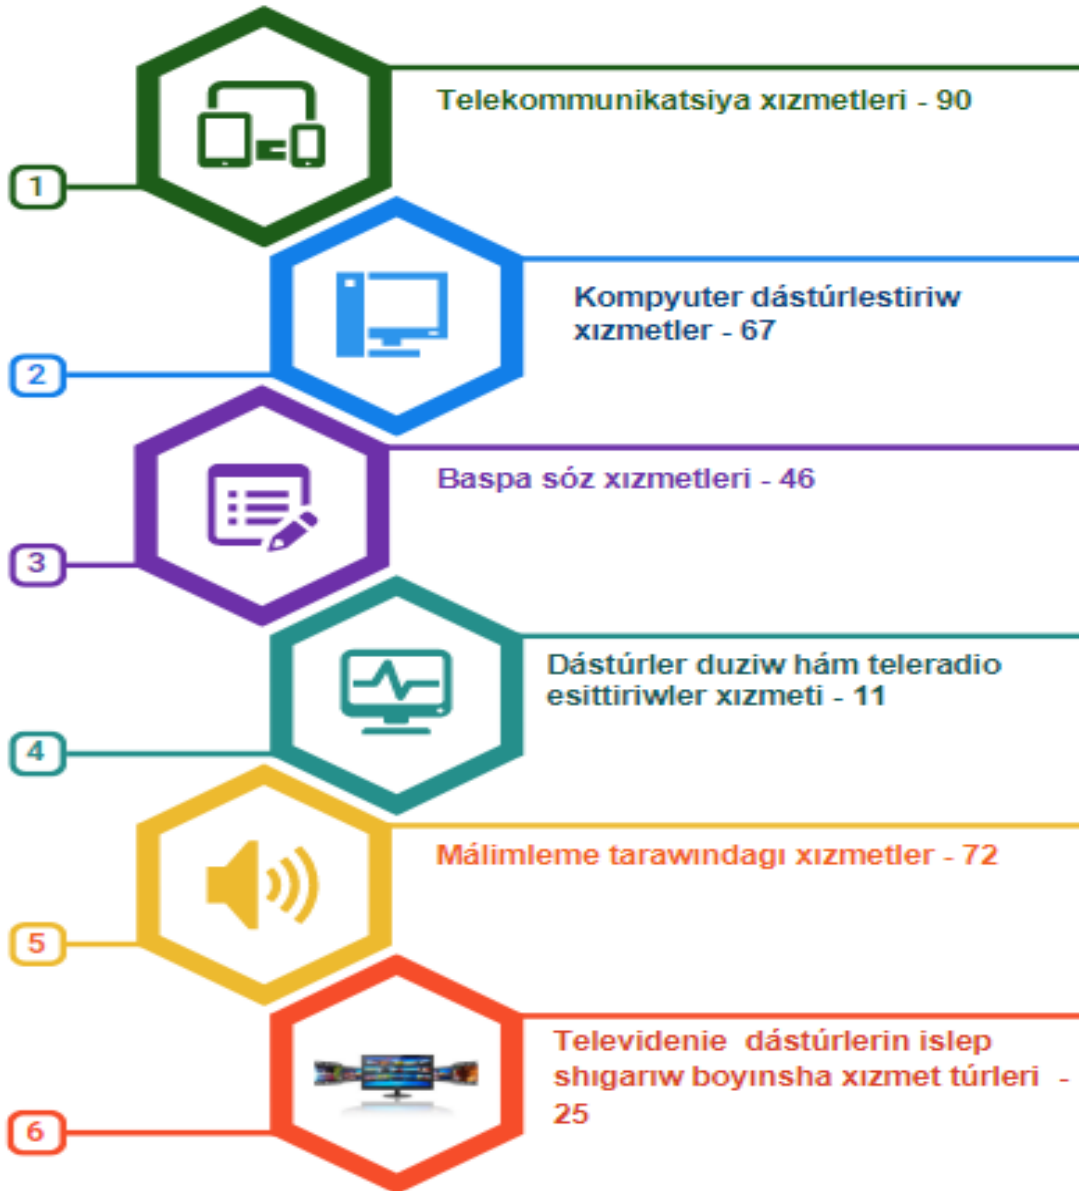 Telekommunikatsiya xızmetleri - 90
1
Kompyuter dástúrlestiriw
xızmetler - 67
2
Baspa sóz xızmetleri - 46
3
Dástúrler duziw hám teleradio
esittiriwler xızmeti - 11
4
Málimleme tarawındagı xızmetler - 72
5
Televidenie dástúrlerin islep
shıgarıw boyınsha xızmet túrleri -
25
6